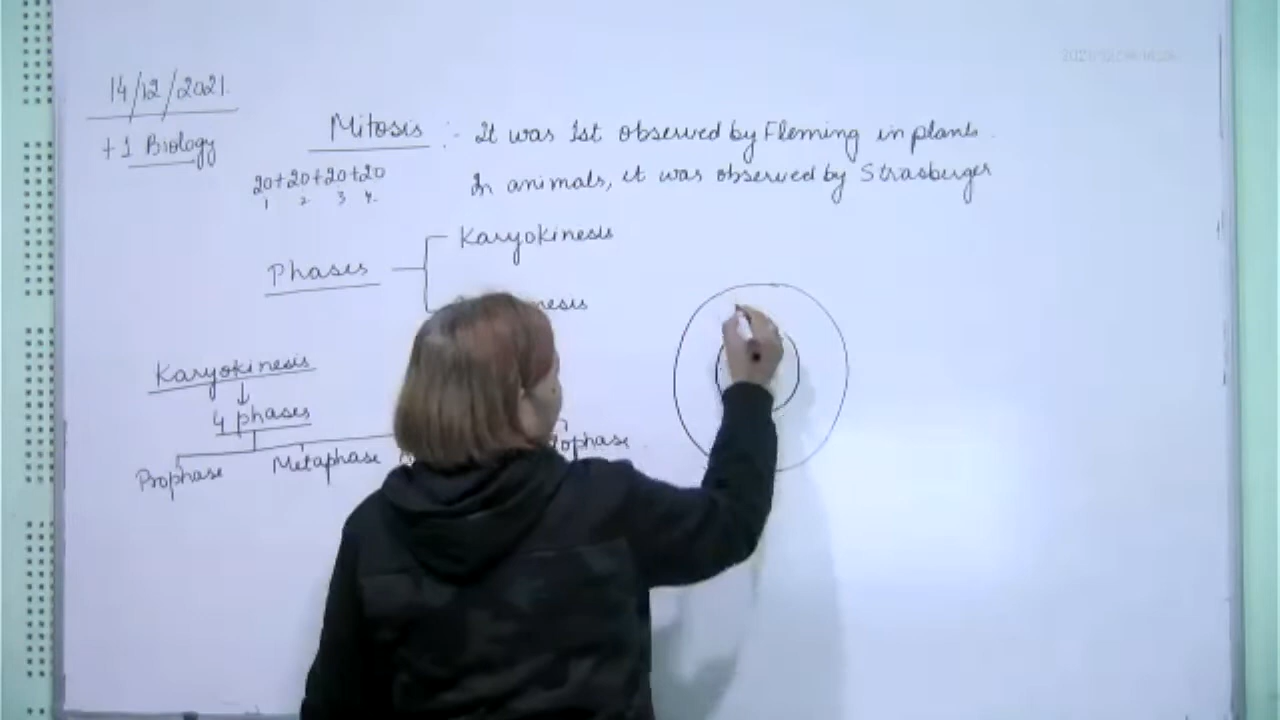 14/12/2021.
+1 Biology
Mitosis :- It was 1st observed by Fleming in plants.
20+20+20+20
1 2 3 4.
In animals, it was observed by Strasburger
Phases
Karyokinesis
Karyokinesis
4 phases
Prophase Metaphase